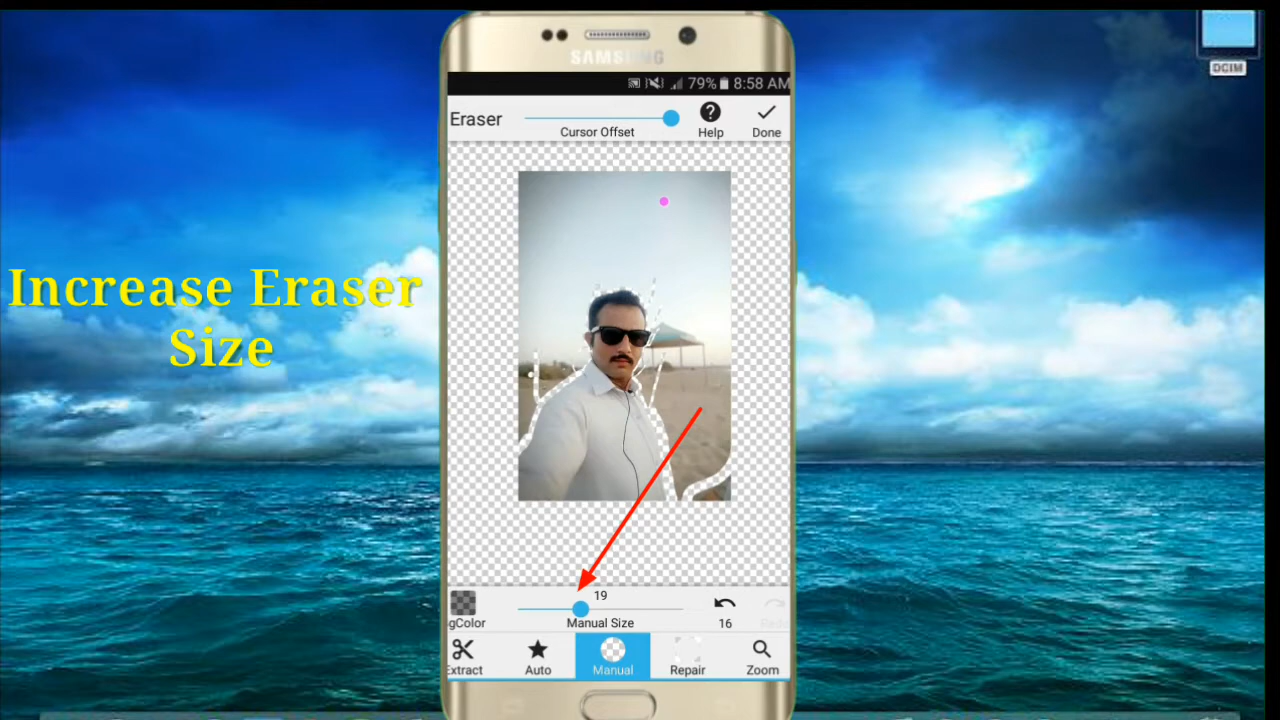 DCIM
SAMSUNG
79% 8:58 AM
Eraser
Cursor Offset
Help
Done
Increase Eraser
Size
19
gColor
Manual Size
16
Redo
Extract
Auto
Manual
Repair
Zoom